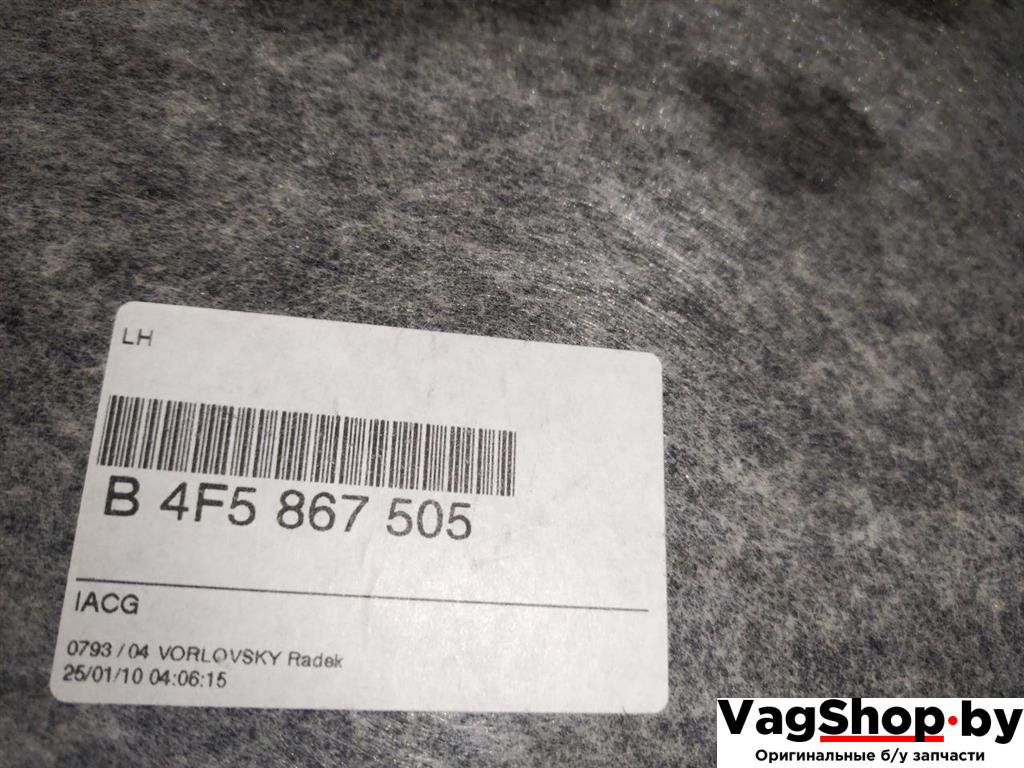 LH
B 4F5 867 505
IACG
0793 / 04 VORLOVSKY Radek
25/01/10 04:06:15
VagShop.by
Оригинальные б/у запчасти